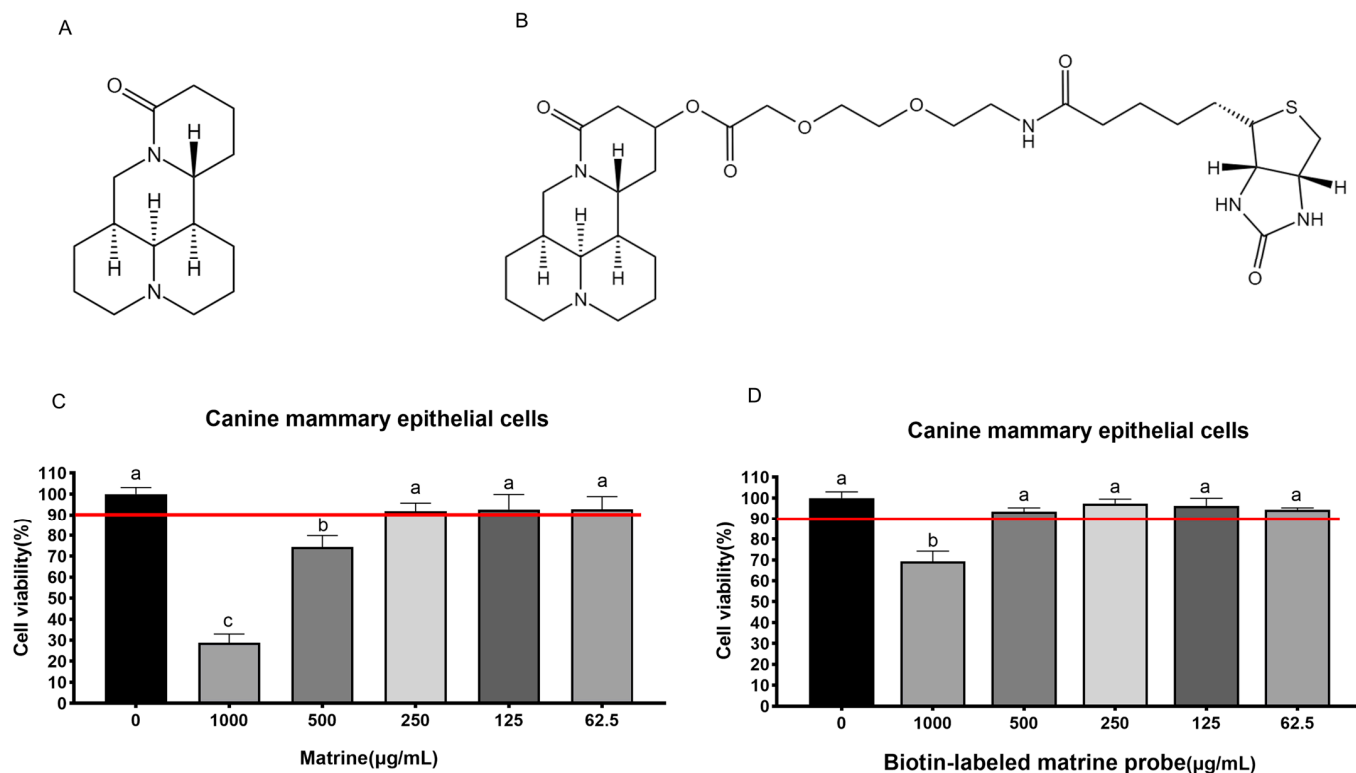 A
B
O
H
N
H
H
H
N
O
O
O
O
O
N
H
O
S
H
H
HN
NH
O
H
N
H
H
H
N
C
Canine mammary epithelial cells
Cell viability(%)
110
100
90
80
70
60
50
40
30
20
10
0
a
c
b
a
a
a
0
1000
500
250
125
62.5
Matrine(µg/mL)
D
Canine mammary epithelial cells
Cell viability(%)
110
100
90
80
70
60
50
40
30
20
10
0
a
b
a
a
a
a
0
1000
500
250
125
62.5
Biotin-labeled matrine probe(µg/mL)